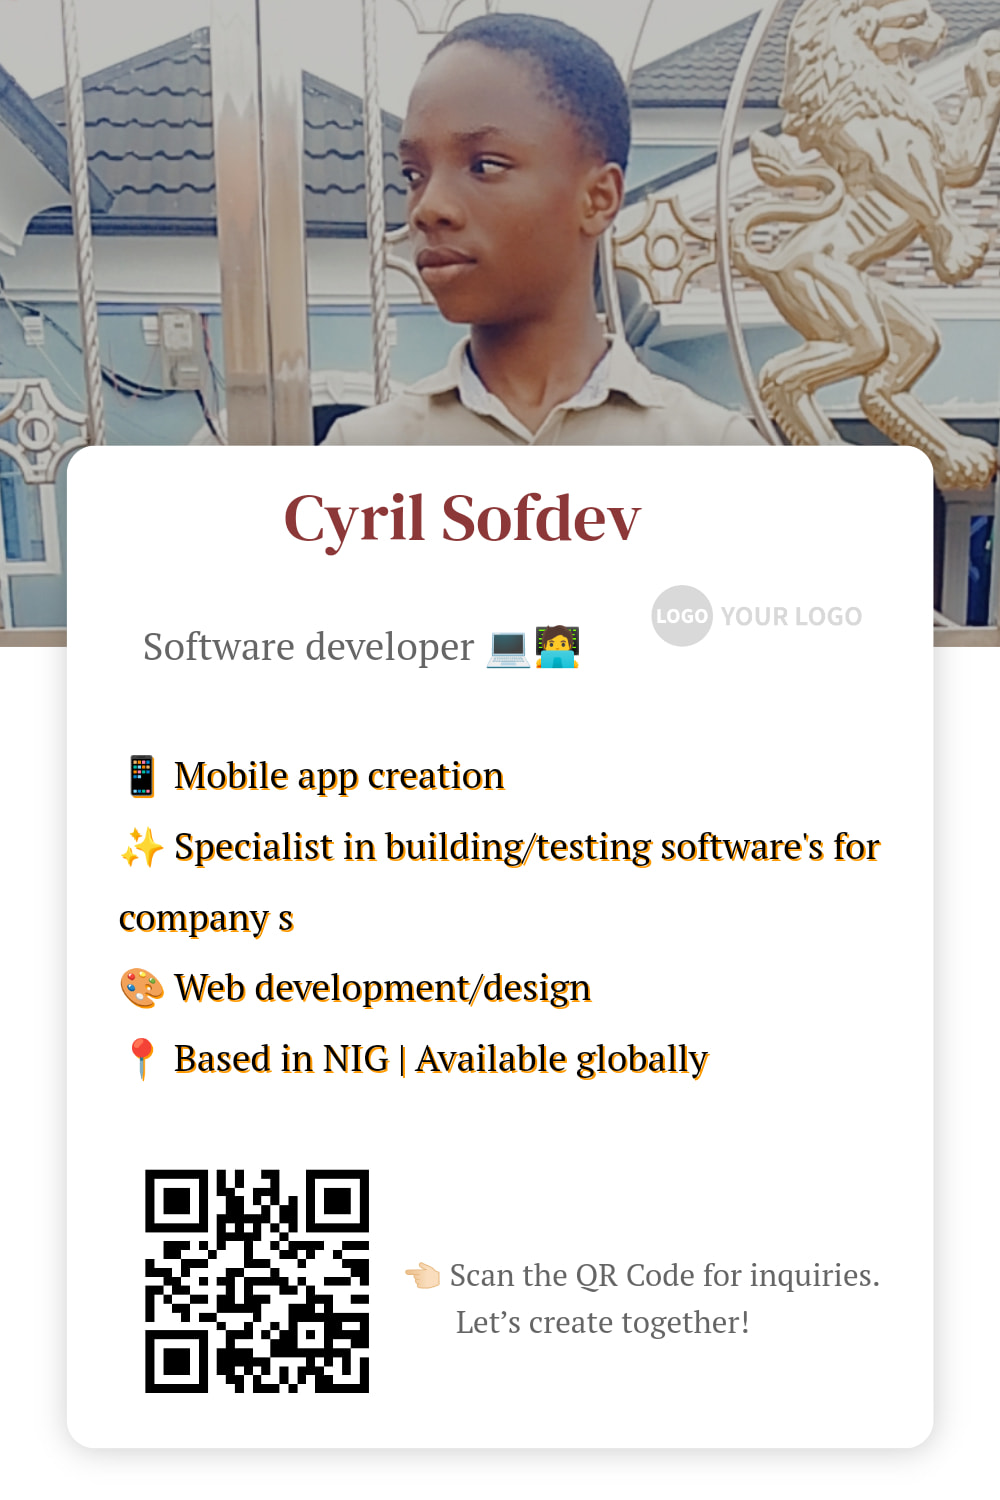 Cyril Sofdev
LOGO YOUR LOGO
Software developer 💻🧑‍💻
📱 Mobile app creation
✨ Specialist in building/testing software's for
company s
🎨 Web development/design
📍 Based in NIG | Available globally
👈🏻 Scan the QR Code for inquiries.
Let’s create together!